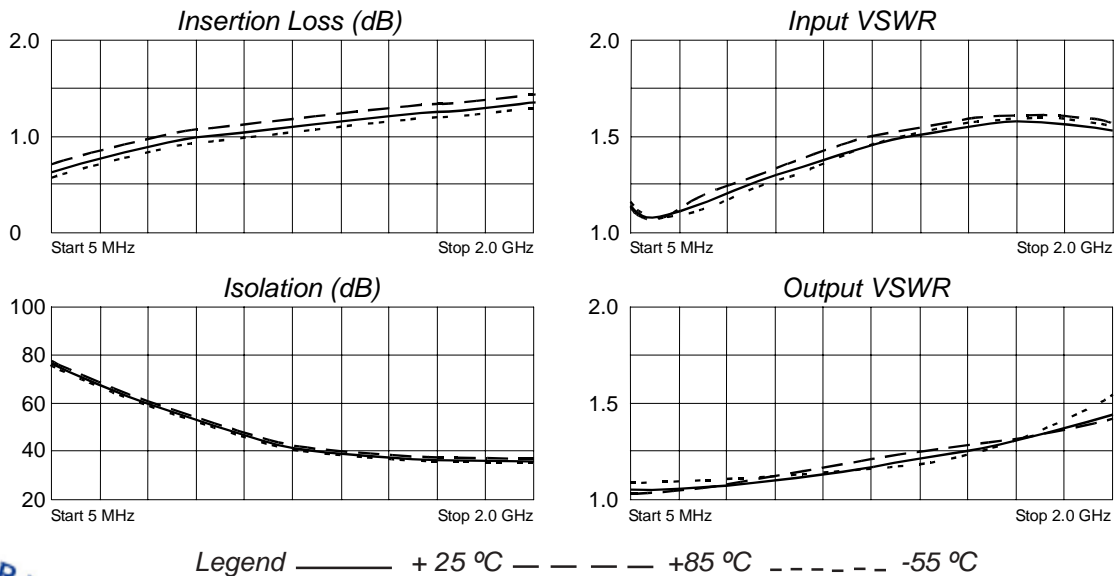 Insertion Loss (dB)
2.0
1.0
0
Start 5 MHz Stop 2.0 GHz
Input VSWR
2.0
1.5
1.0
Start 5 MHz Stop 2.0 GHz
Isolation (dB)
100
80
60
40
20
Start 5 MHz Stop 2.0 GHz
Output VSWR
2.0
1.5
1.0
Start 5 MHz Stop 2.0 GHz
Legend + 25 ºC +85 ºC -55 ºC